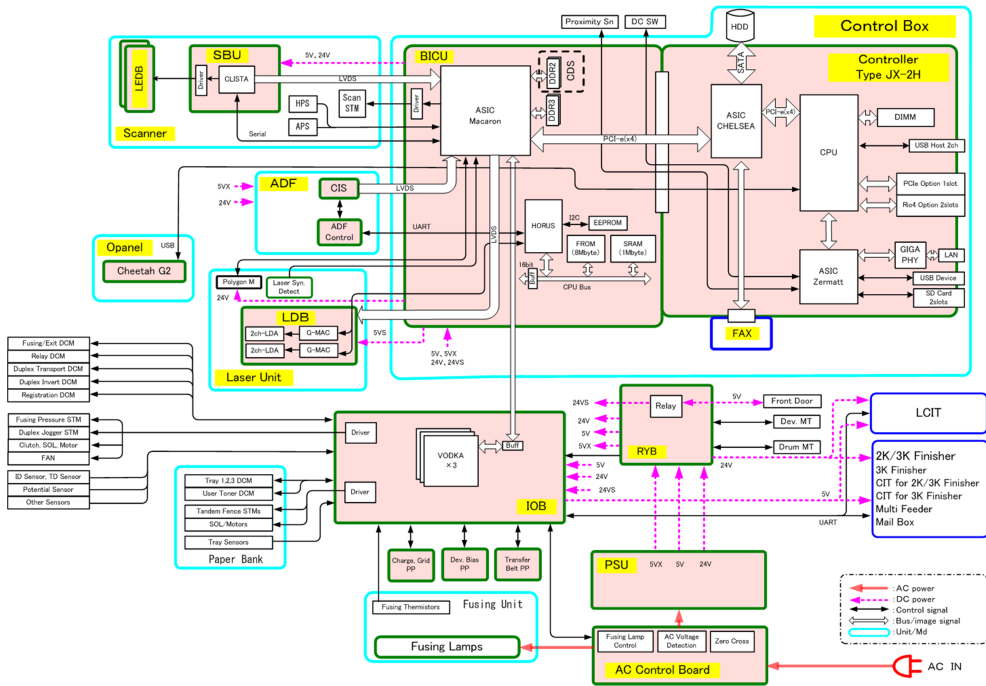 Proximity Sn
DC SW
HDD
Control Box
SBU
5V, 24V
BICU
Controller
Type JX-2H
LEDB
Driver
CLISTA
LVDS
DDR2
CDS
SATA
HPS
APS
Scan
STM
Driver
ASIC
Macaron
DDR3
PCI-e(x4)
ASIC
CHELSEA
PCI-e(x4)
DIMM
CPU
USB Host 2ch
Scanner
Serial
ADF
5VX
24V
CIS
LVDS
PCIe Option 1slot
Rio4 Option 2slots
ADF
Control
UART
LVDS
HORUS
I2C
EEPROM
FROM
(8Mbyte)
SRAM
(1Mbyte)
Opanel
USB
Cheetah G2
16bit
Buff
CPU Bus
ASIC
Zermatt
GIGA
PHY
LAN
USB Device
SD Card
2slots
Polygon M
Laser Syn.
Detect
24V
LDB
2ch-LDA
G-MAC
2ch-LDA
G-MAC
5VS
5V, 5VX
24V, 24VS
FAX
Laser Unit
Fusing/Exit DCM
Relay DCM
Duplex Transport DCM
Duplex Invert DCM
Registration DCM
Fusing Pressure STM
Duplex Jogger STM
Clutch, SOL, Motor
FAN
ID Sensor, TD Sensor
Potential Sensor
Other Sensors
Driver
VODKA
×3
Buff
24VS
24V
5V
5VX
Relay
5V
Front Door
Dev. MT
Drum MT
RYB
24V
LCIT
2K/3K Finisher
3K Finisher
CIT for 2K/3K Finisher
CIT for 3K Finisher
Multi Feeder
Mail Box
5V
24V
24VS
5V
UART
Tray 1,2,3 DCM
User Toner DCM
Tandem Fence STMs
SOL/Motors
Tray Sensors
Paper Bank
Driver
IOB
Charge, Grid
PP
Dev. Bias
PP
Transfer
Belt PP
PSU
5VX
5V
24V
Fusing Thermistors
Fusing Unit
Fusing Lamps
Fusing Lamp
Control
AC Voltage
Detection
Zero Cross
AC Control Board
AC IN
: AC power
: DC power
: Control signal
: Bus/image signal
: Unit/Md